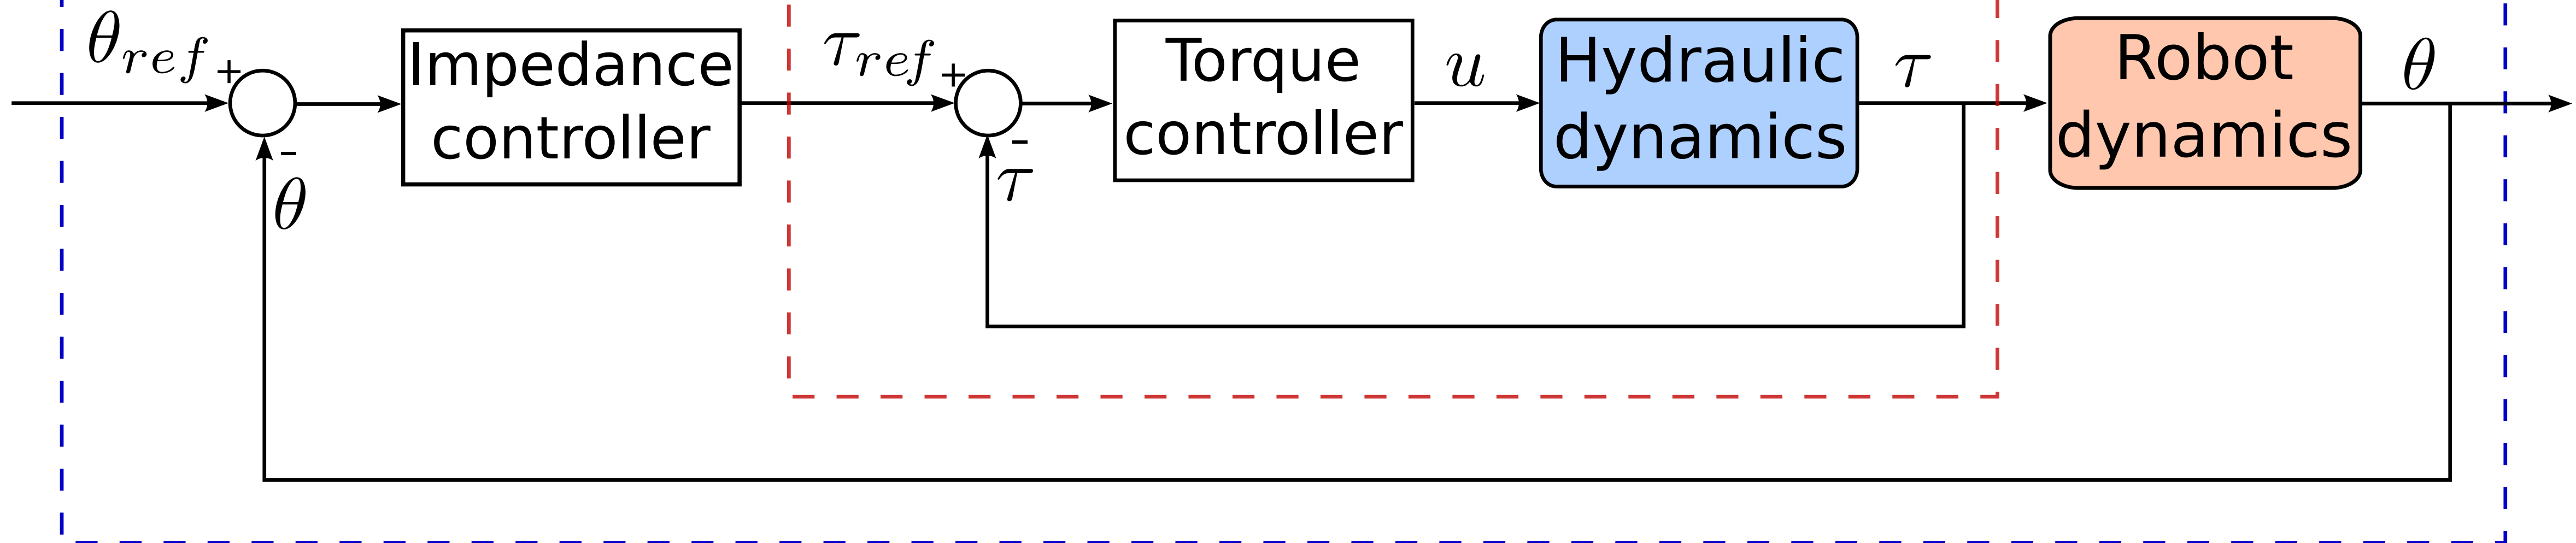 θ_ref
+
-
θ
Impedance
controller
τ_ref
+
-
τ
Torque
controller
u
Hydraulic
dynamics
τ
Robot
dynamics
θ